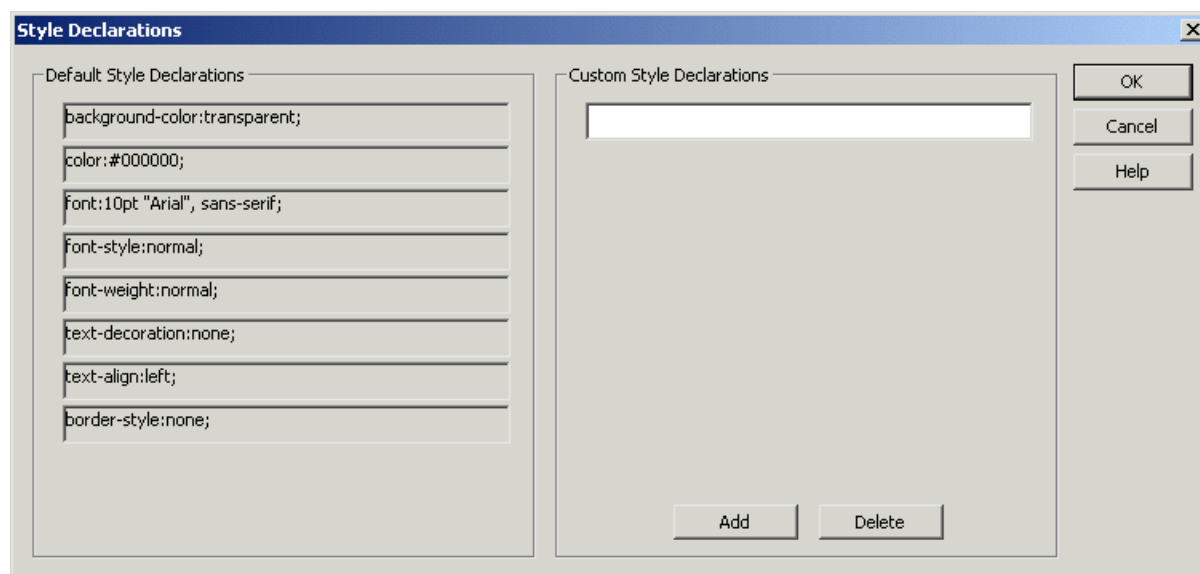 Style Declarations
Default Style Declarations
background-color:transparent;
color:#000000;
font:10pt "Arial", sans-serif;
font-style:normal;
font-weight:normal;
text-decoration:none;
text-align:left;
border-style:none;
Custom Style Declarations
Add
Delete
OK
Cancel
Help